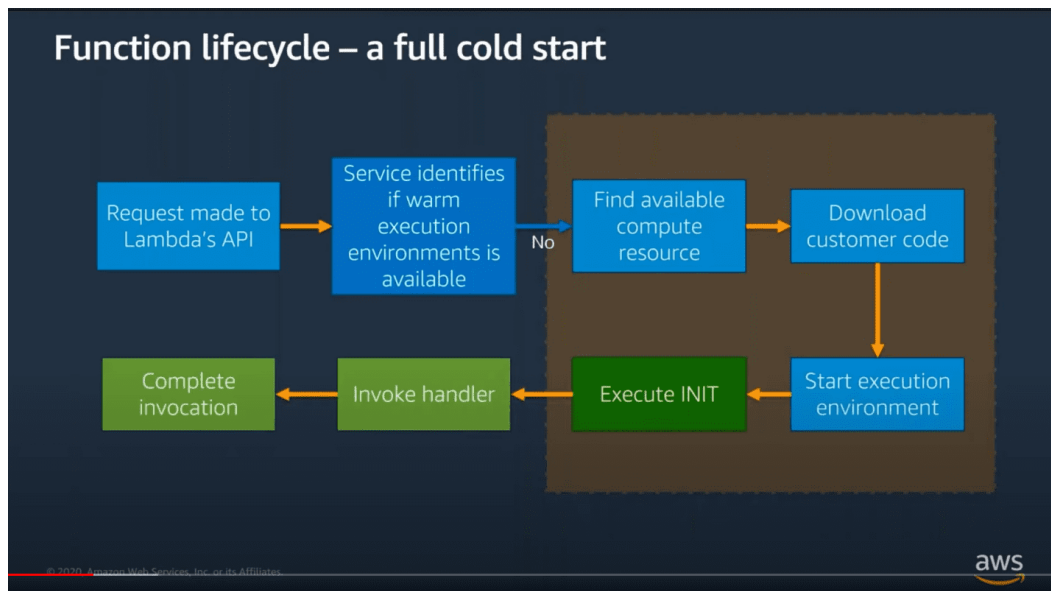 Function lifecycle – a full cold start
Request made to
Lambda's API
Service identifies
if warm
execution
environments is
available
No
Find available
compute
resource
Download
customer code
Start execution
environment
Execute INIT
Invoke handler
Complete
invocation
© 2020, Amazon Web Services, Inc. or its Affiliates.
aws